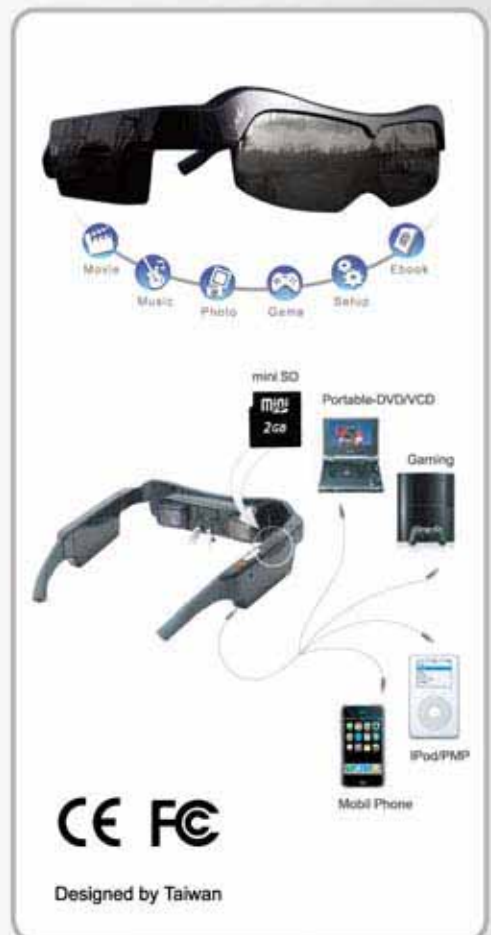 Movie
Music
Photo
Game
Setup
Ebook
mini SD
mini
2GB
Portable-DVD/VCD
Gaming
IPod/PMP
Mobil Phone
CE FC
Designed by Taiwan